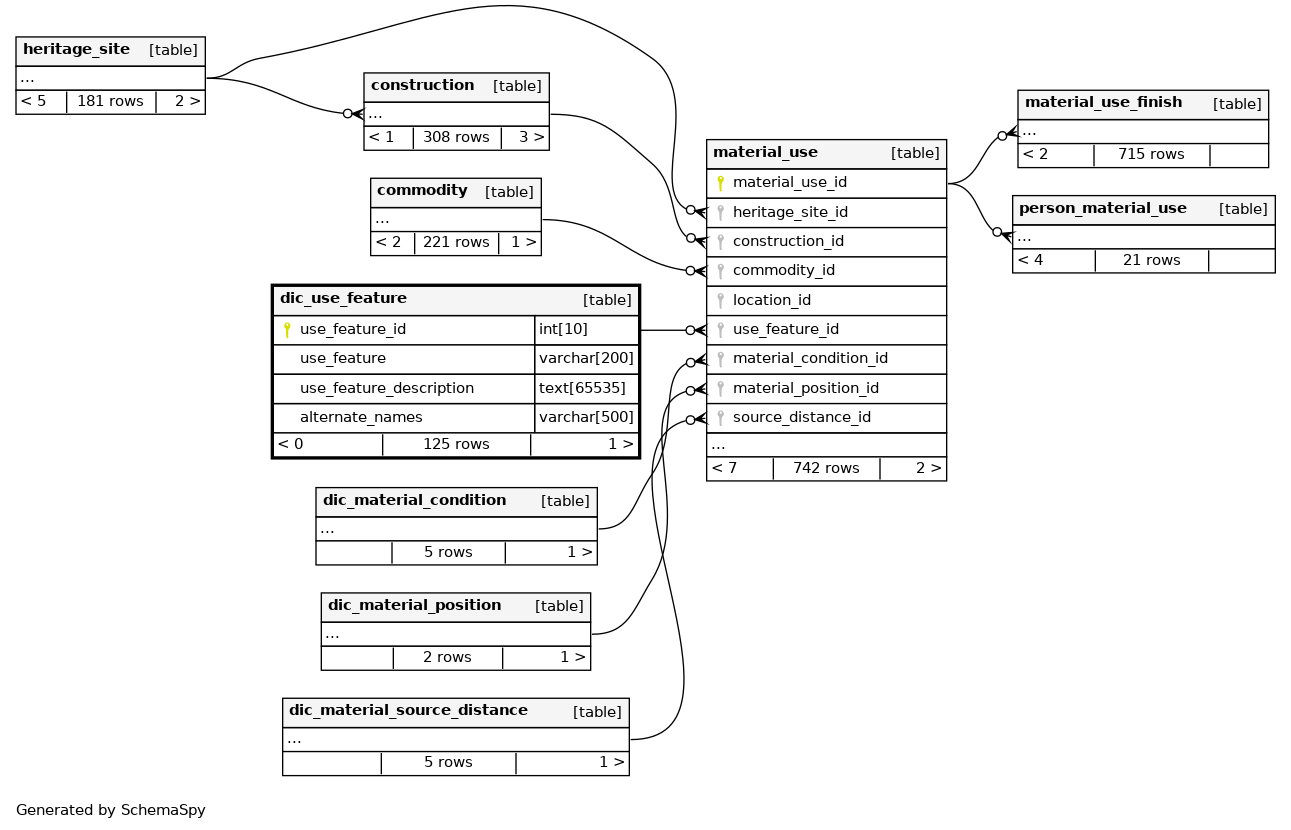 heritage_site [table]
...
< 5 181 rows 2 >
construction [table]
...
< 1 308 rows 3 >
commodity [table]
...
< 2 221 rows 1 >
dic_use_feature [table]
use_feature_id int[10]
use_feature varchar[200]
use_feature_description text[65535]
alternate_names varchar[500]
< 0 125 rows 1 >
dic_material_condition [table]
...
5 rows 1 >
dic_material_position [table]
...
2 rows 1 >
dic_material_source_distance [table]
...
5 rows 1 >
material_use [table]
material_use_id
heritage_site_id
construction_id
commodity_id
location_id
use_feature_id
material_condition_id
material_position_id
source_distance_id
...
< 7 742 rows 2 >
material_use_finish [table]
...
< 2 715 rows
person_material_use [table]
...
< 4 21 rows
Generated by SchemaSpy